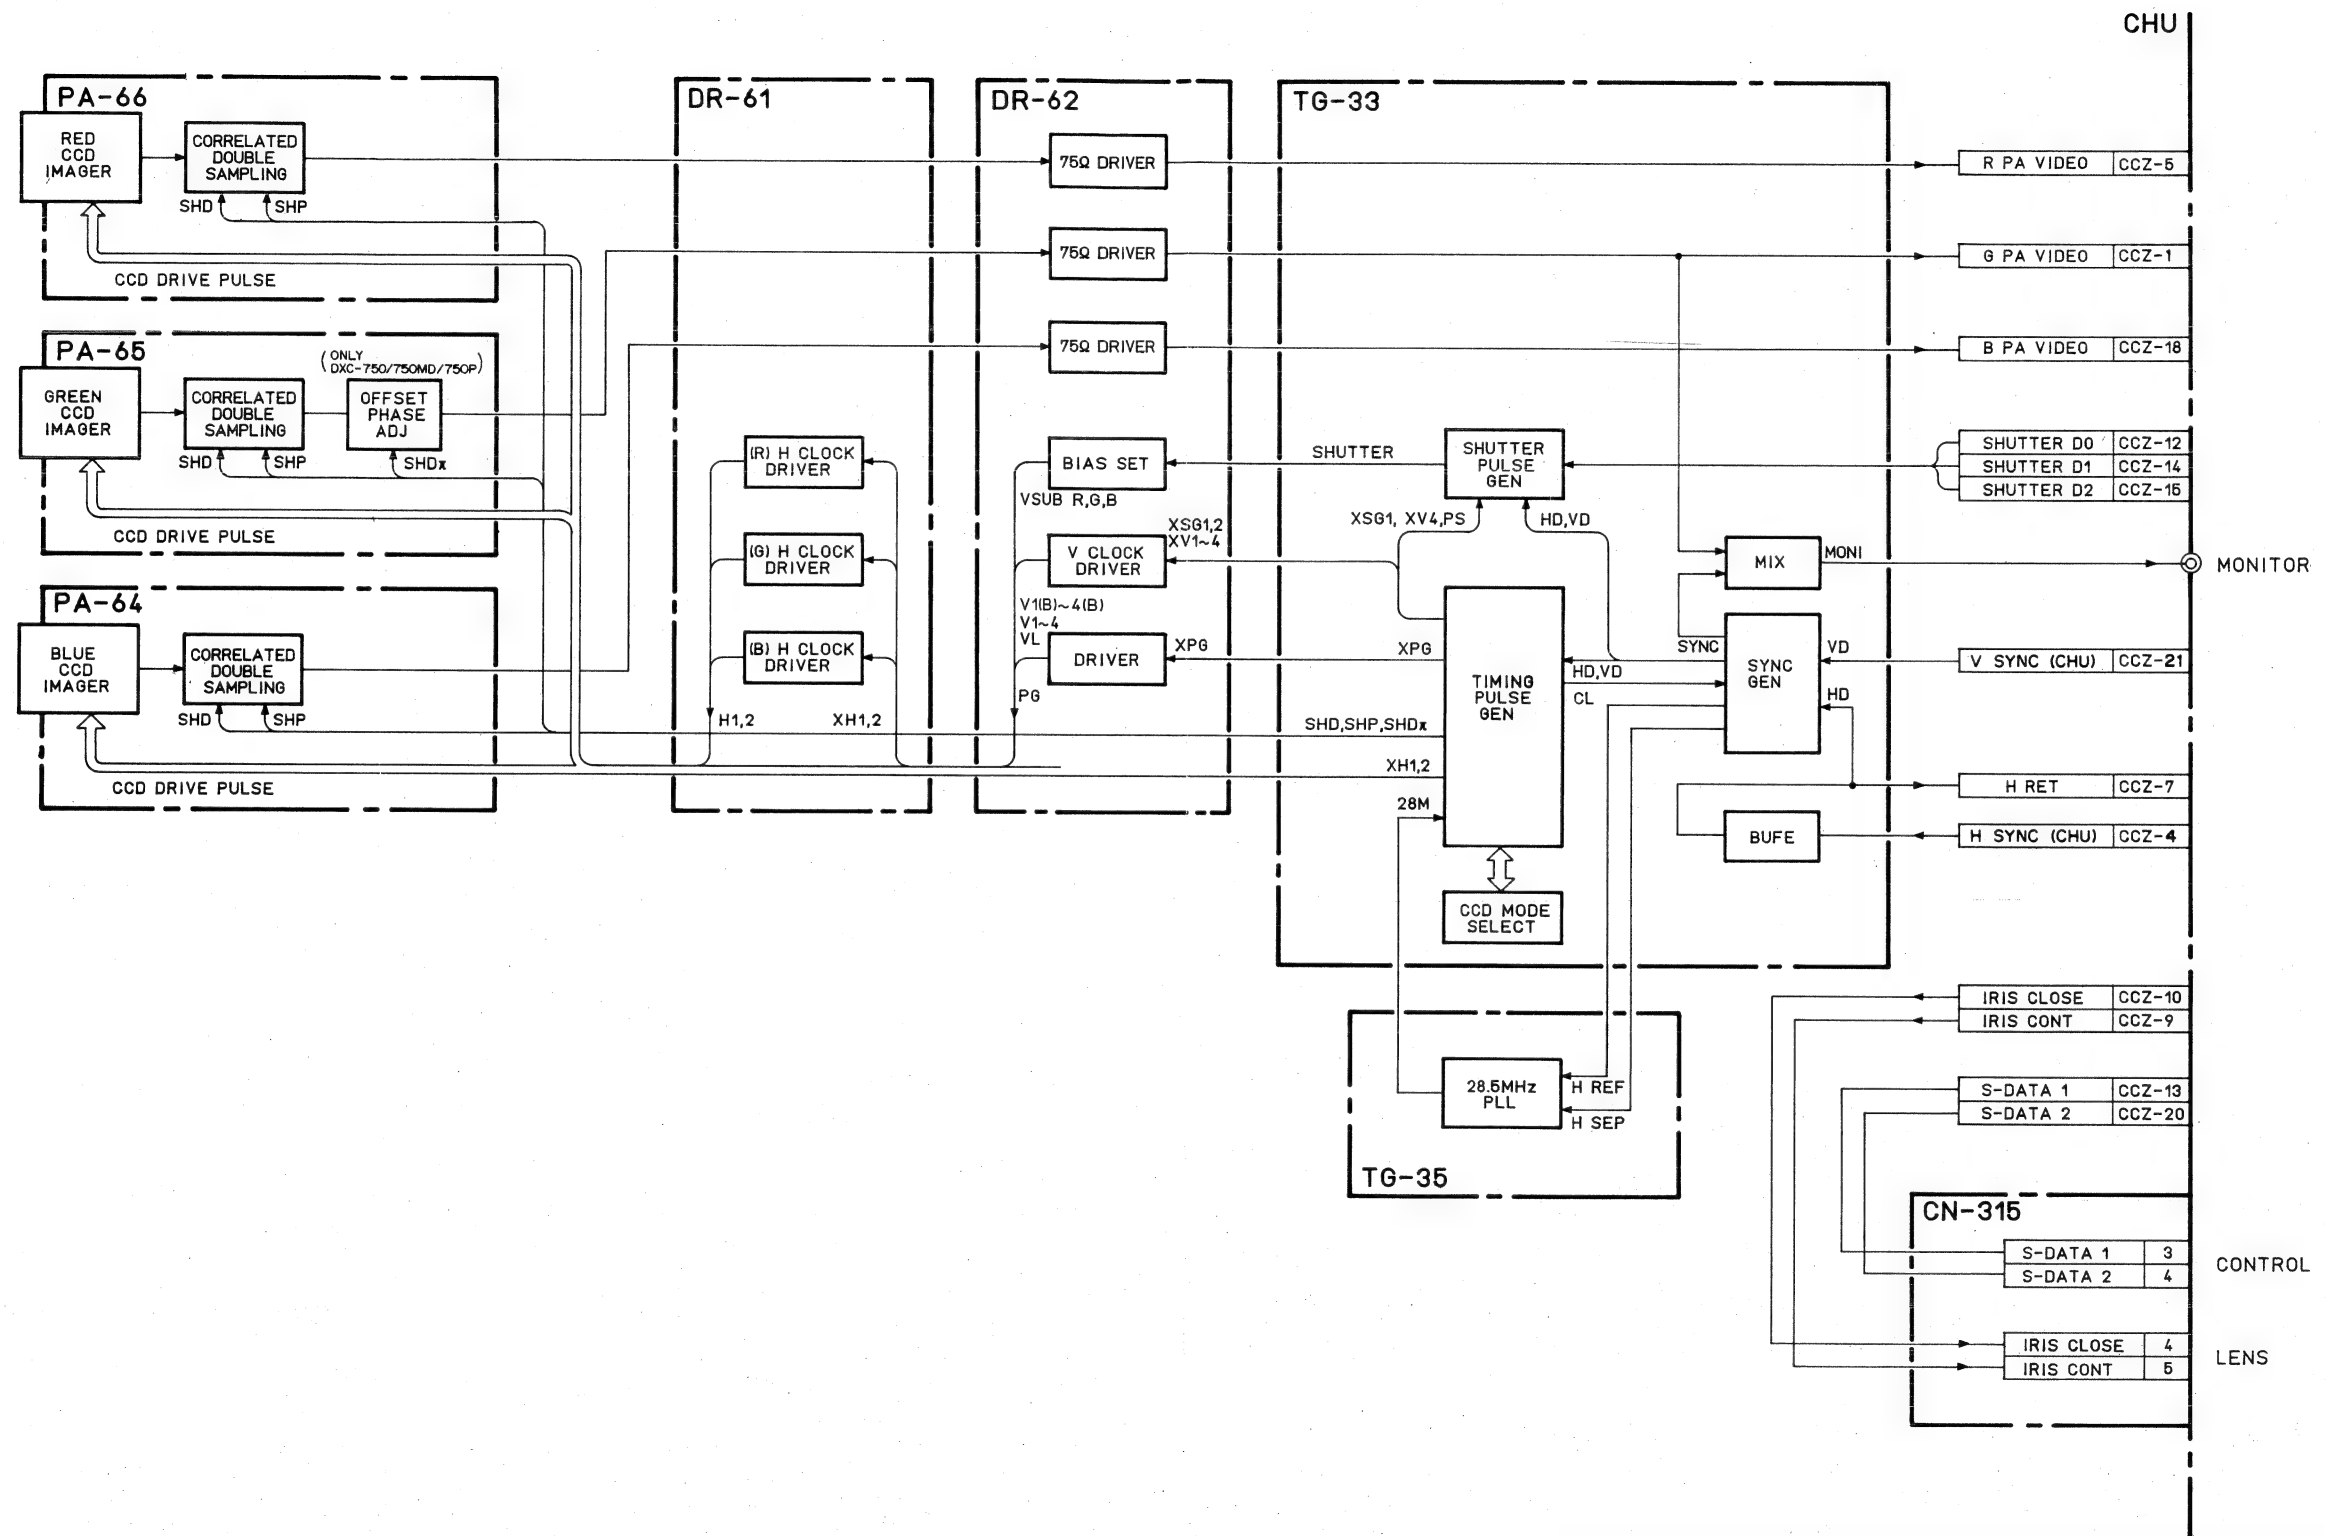 CHU
PA-66
RED
CCD
IMAGER
CORRELATED
DOUBLE
SAMPLING
SHD
SHP
CCD DRIVE PULSE
PA-65
(ONLY
DXC-750/750MD/750P)
GREEN
CCD
IMAGER
CORRELATED
DOUBLE
SAMPLING
OFFSET
PHASE
ADJ
SHD
SHP
SHDx
CCD DRIVE PULSE
PA-64
BLUE
CCD
IMAGER
CORRELATED
DOUBLE
SAMPLING
SHD
SHP
CCD DRIVE PULSE
DR-61
(R) H CLOCK
DRIVER
(G) H CLOCK
DRIVER
(B) H CLOCK
DRIVER
H1,2
XH1,2
DR-62
75Ω DRIVER
75Ω DRIVER
75Ω DRIVER
BIAS SET
VSUB R,G,B
XSG1,2
XV1~4
V CLOCK
DRIVER
V1(B)~4(B)
V1~4
VL
DRIVER
XPG
PG
TG-33
SHUTTER
SHUTTER
PULSE
GEN
XSG1, XV4,PS
HD,VD
MIX
MONI
SYNC
SYNC
GEN
VD
HD
XPG
HD,VD
CL
TIMING
PULSE
GEN
SHD,SHP,SHDx
XH1,2
28M
BUFE
CCD MODE
SELECT
28.5MHz
PLL
H REF
H SEP
TG-35
R PA VIDEO CCZ-5
G PA VIDEO CCZ-1
B PA VIDEO CCZ-18
SHUTTER D0 CCZ-12
SHUTTER D1 CCZ-14
SHUTTER D2 CCZ-15
MONITOR
V SYNC (CHU) CCZ-21
H RET CCZ-7
H SYNC (CHU) CCZ-4
IRIS CLOSE CCZ-10
IRIS CONT CCZ-9
S-DATA 1 CCZ-13
S-DATA 2 CCZ-20
CN-315
S-DATA 1 3
S-DATA 2 4
CONTROL
IRIS CLOSE 4
IRIS CONT 5
LENS